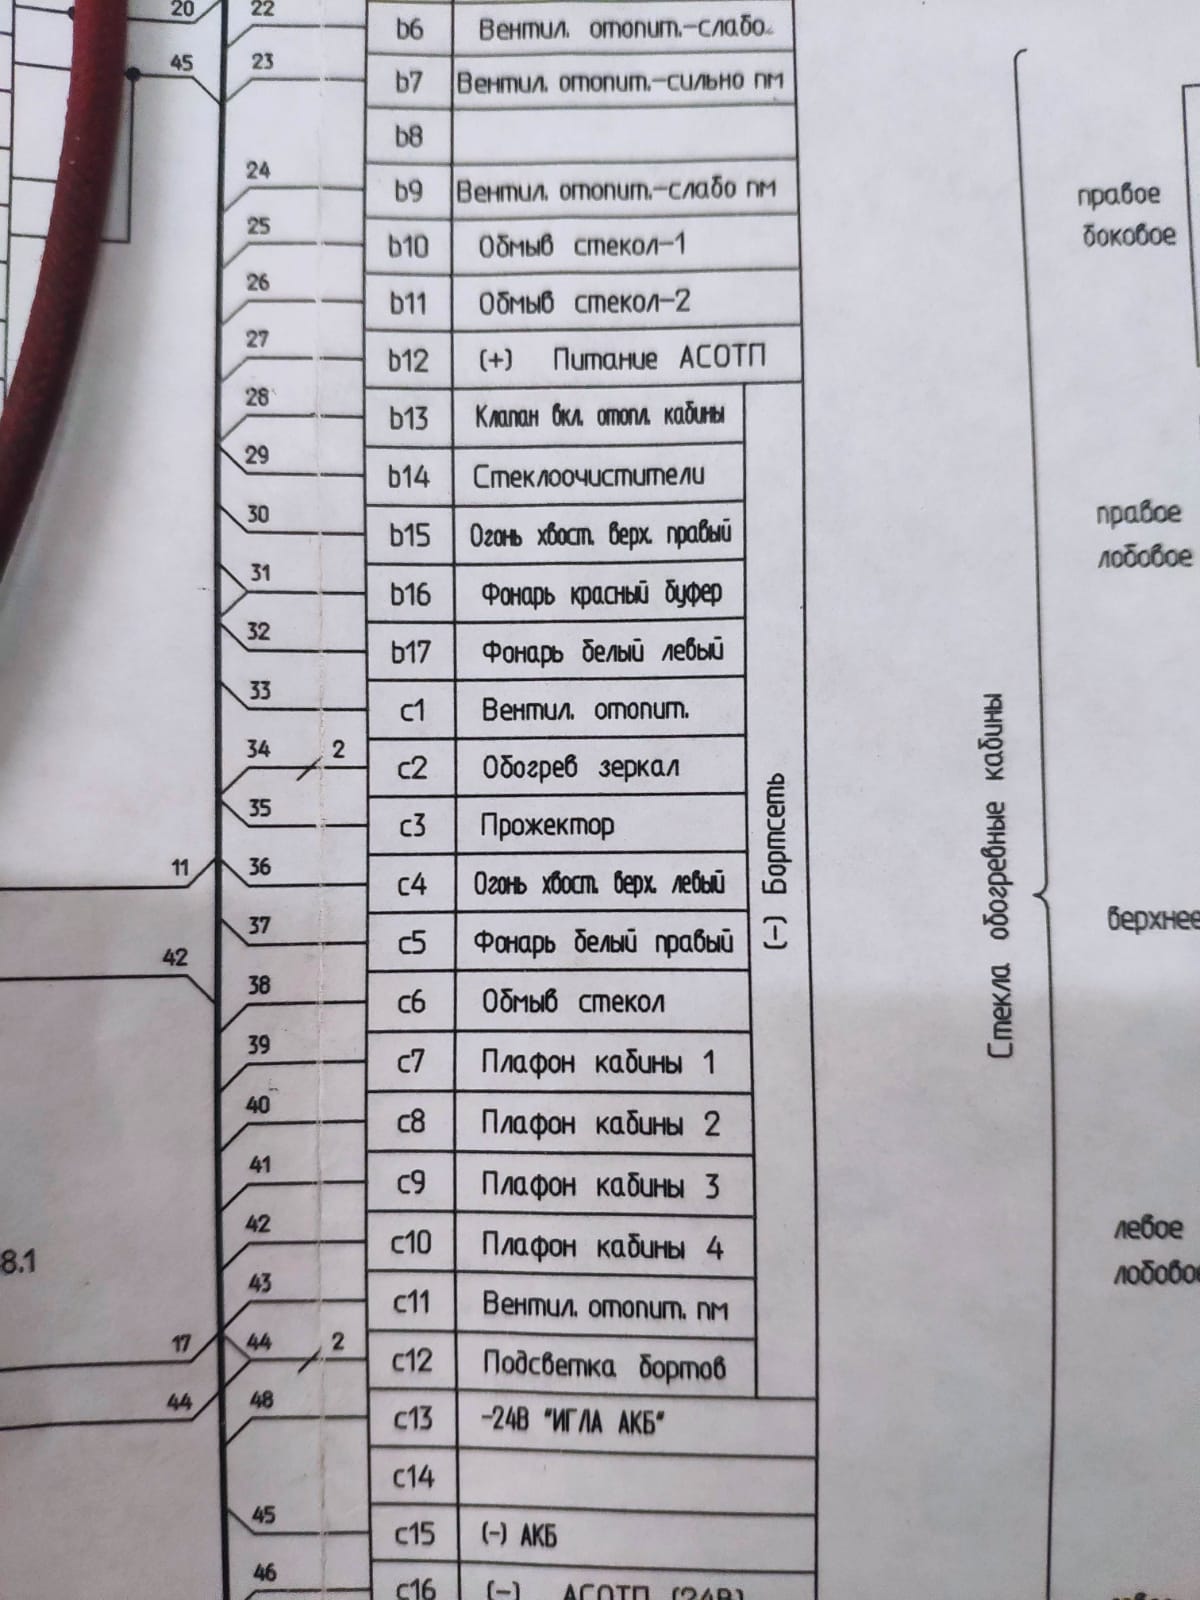 20 22 b6 Вентил. отопит.-слабо
45 23 b7 Вентил. отопит.-сильно пм
b8
24 b9 Вентил. отопит.-слабо пм
25 b10 Обмыв стекол-1
26 b11 Обмыв стекол-2
27 b12 (+) Питание АСОТП
28 b13 Клапан вкл. отопл. кабины
29 b14 Стеклоочистители
30 b15 Огонь хвост. верх. правый
31 b16 Фонарь красный буфер
32 b17 Фонарь белый левый
33 c1 Вентил. отопит.
34 2 c2 Обогрев зеркал
35 c3 Прожектор
11 36 c4 Огонь хвост. верх. левый
37 c5 Фонарь белый правый
42 38 c6 Обмыв стекол
39 c7 Плафон кабины 1
40 c8 Плафон кабины 2
41 c9 Плафон кабины 3
42 c10 Плафон кабины 4
8.1
43 c11 Вентил. отопит. пм
17 44 2 c12 Подсветка бортов
44 48 c13 -24В "ИГЛА АКБ"
c14
45 c15 (-) АКБ
46 c16 (-) АСОТП (24В)
(-) Бортсеть
Стекла обогревные кабины
правое
боковое
правое
лобовое
верхнее
левое
лобовое